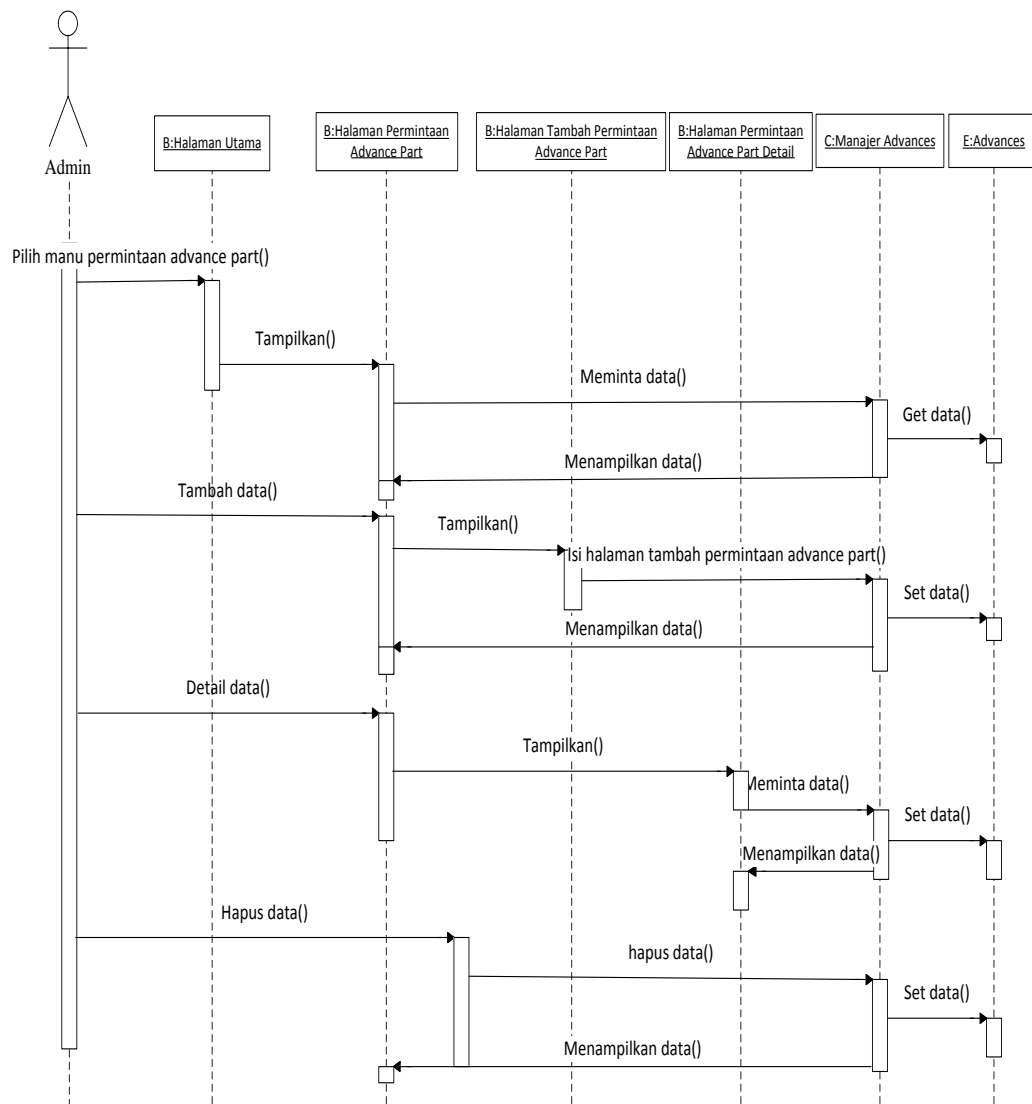 B:Halaman Utama
B:Halaman Permintaan
Advance Part
B:Halaman Tambah Permintaan
Advance Part
B:Halaman Permintaan
Advance Part Detail
C:Manajer Advances
E:Advances
Admin
Pilih manu permintaan advance part()
Tampilkan()
Meminta data()
Get data()
Menampilkan data()
Tambah data()
Tampilkan()
Isi halaman tambah permintaan advance part()
Set data()
Menampilkan data()
Detail data()
Tampilkan()
Meminta data()
Set data()
Menampilkan data()
Hapus data()
hapus data()
Set data()
Menampilkan data()